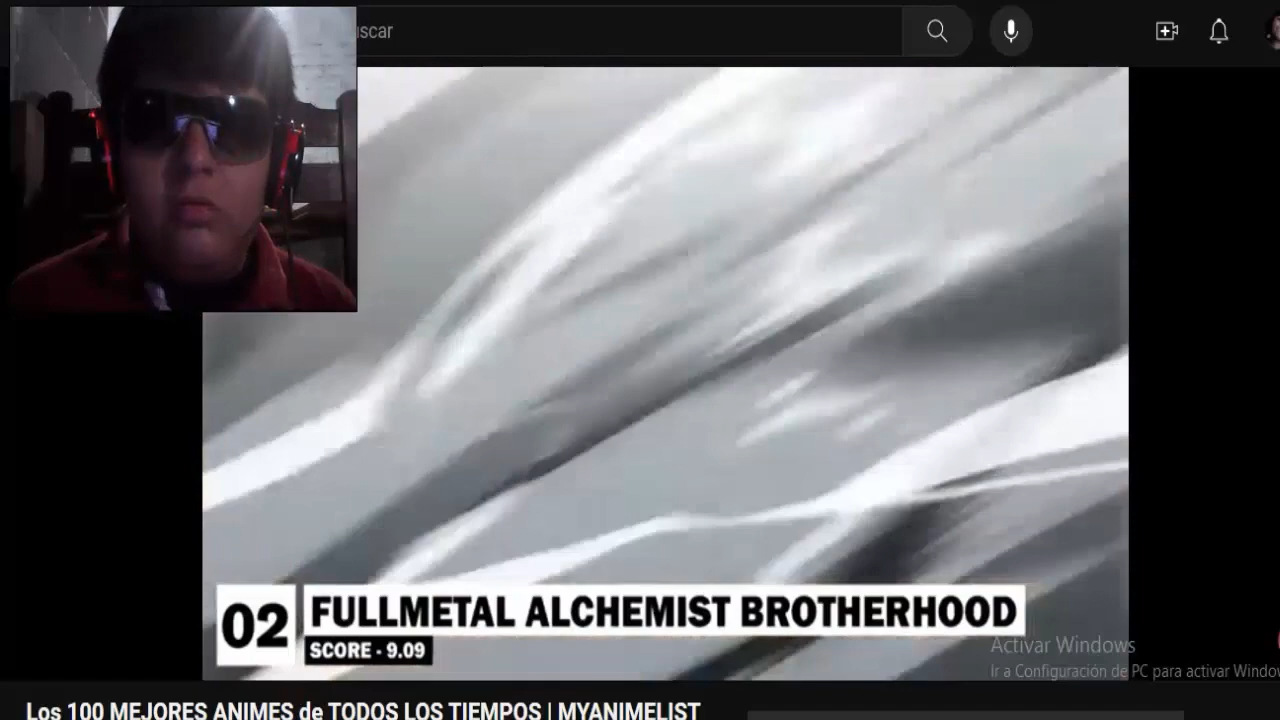 uscar
02
FULLMETAL ALCHEMIST BROTHERHOOD
SCORE - 9.09
Activar Windows
Ir a Configuración de PC para activar Window
Los 100 MEJORES ANIMES de TODOS LOS TIEMPOS | MYANIMELIST